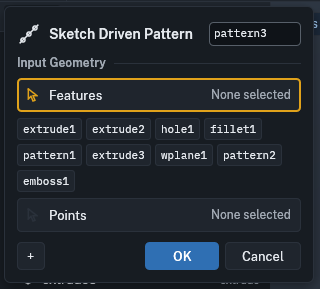 Sketch Driven Pattern pattern3
Input Geometry
Features None selected
extrude1 extrude2 hole1 fillet1
pattern1 extrude3 wplane1 pattern2
emboss1
Points None selected
+ OK Cancel